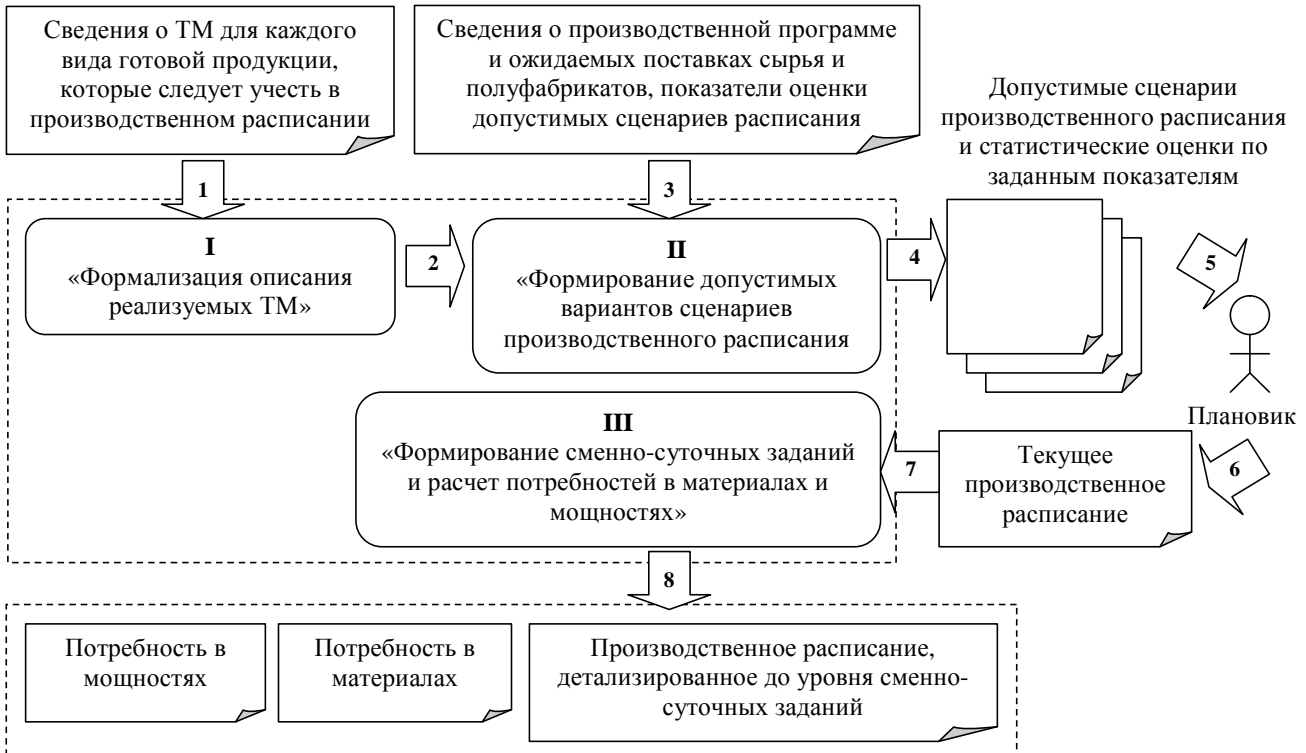 Сведения о ТМ для каждого
вида готовой продукции,
которые следует учесть в
производственном расписании
Сведения о производственной программе
и ожидаемых поставках сырья и
полуфабрикатов, показатели оценки
допустимых сценариев расписания
Допустимые сценарии
производственного расписания
и статистические оценки по
заданным показателям
1
3
I
«Формализация описания
реализуемых ТМ»
2
II
«Формирование допустимых
вариантов сценариев
производственного расписания
4
5
Плановик
III
«Формирование сменно-суточных заданий
и расчет потребностей в материалах и
мощностях»
7
Текущее
производственное
расписание
6
8
Потребность в
мощностях
Потребность в
материалах
Производственное расписание,
детализированное до уровня сменно-
суточных заданий